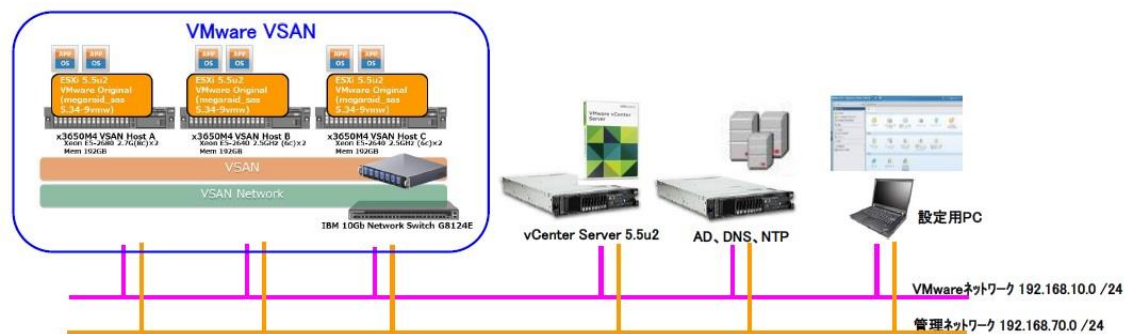 VMware VSAN
APP
OS
APP
OS
APP
OS
APP
OS
APP
OS
APP
OS
ESXi 5.5u2
VMware Original
(megaraid_sas
5.34-9vmw)
ESXi 5.5u2
VMware Original
(megaraid_sas
5.34-9vmw)
ESXi 5.5u2
VMware Original
(megaraid_sas
5.34-9vmw)
x3650M4 VSAN Host A
Xeon E5-2680 2.7G(8C)×2
Mem 192GB
x3650M4 VSAN Host B
Xeon E5-2640 2.5GHz (6c)×2
Mem 192GB
x3650M4 VSAN Host C
Xeon E5-2640 2.5GHz (6c)×2
Mem 192GB
VSAN
VSAN Network
IBM 10Gb Network Switch G8124E
VMware vCenter
Server
vCenter Server 5.5u2
AD、DNS、NTP
設定用PC
VMwareネットワーク 192.168.10.0 /24
管理ネットワーク 192.168.70.0 /24